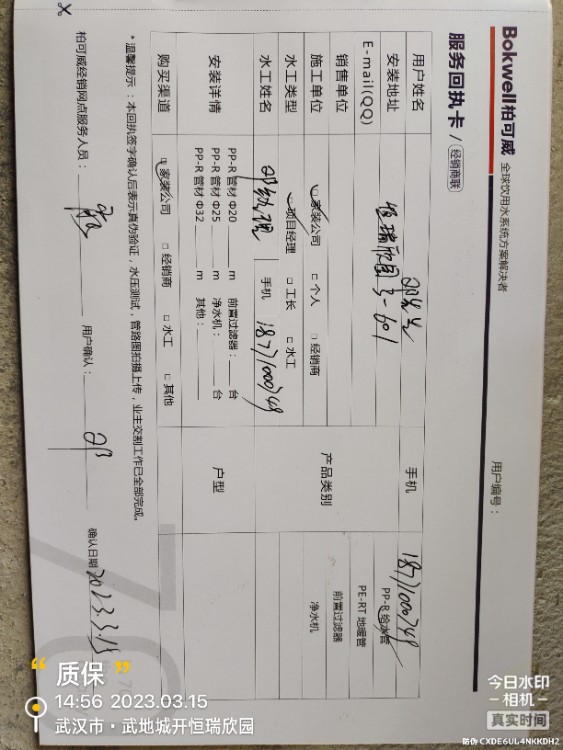 Bokwell柏可威 全球饮用水系统方案解决者
用户编号：
服务回执卡 / 经销商联
用户姓名
手机 18771000749
安装地址 恒瑞欣园3-601
E-mail(QQ)
销售单位
产品类别
PP-R 给水管
PE-RT 地暖管
前置过滤器
净水机
施工单位 家装公司 □ 个人 □ 经销商
水工类型 项目经理 □ 工长 □ 水工
水工姓名 手机 18771000749
安装详情
PP-R 管材 Φ20 m 前置过滤器： 台
PP-R 管材 Φ25 m 净水机： 台
PP-R 管材 Φ32 m 其他：
户型
购买渠道 家装公司 □ 经销商 □ 水工 □ 其他
* 温馨提示：本回执签字确认后表示真伪验证，水压测试，管路图拍摄上传，业主交割工作已全部完成。
柏可威经销网点服务人员：
用户确认：
确认日期 2023.3.15
质保
14:56 2023.03.15
武汉市·武地城开恒瑞欣园
今日水印
相机
真实时间
防伪 CXDE6UL4NKKDH2